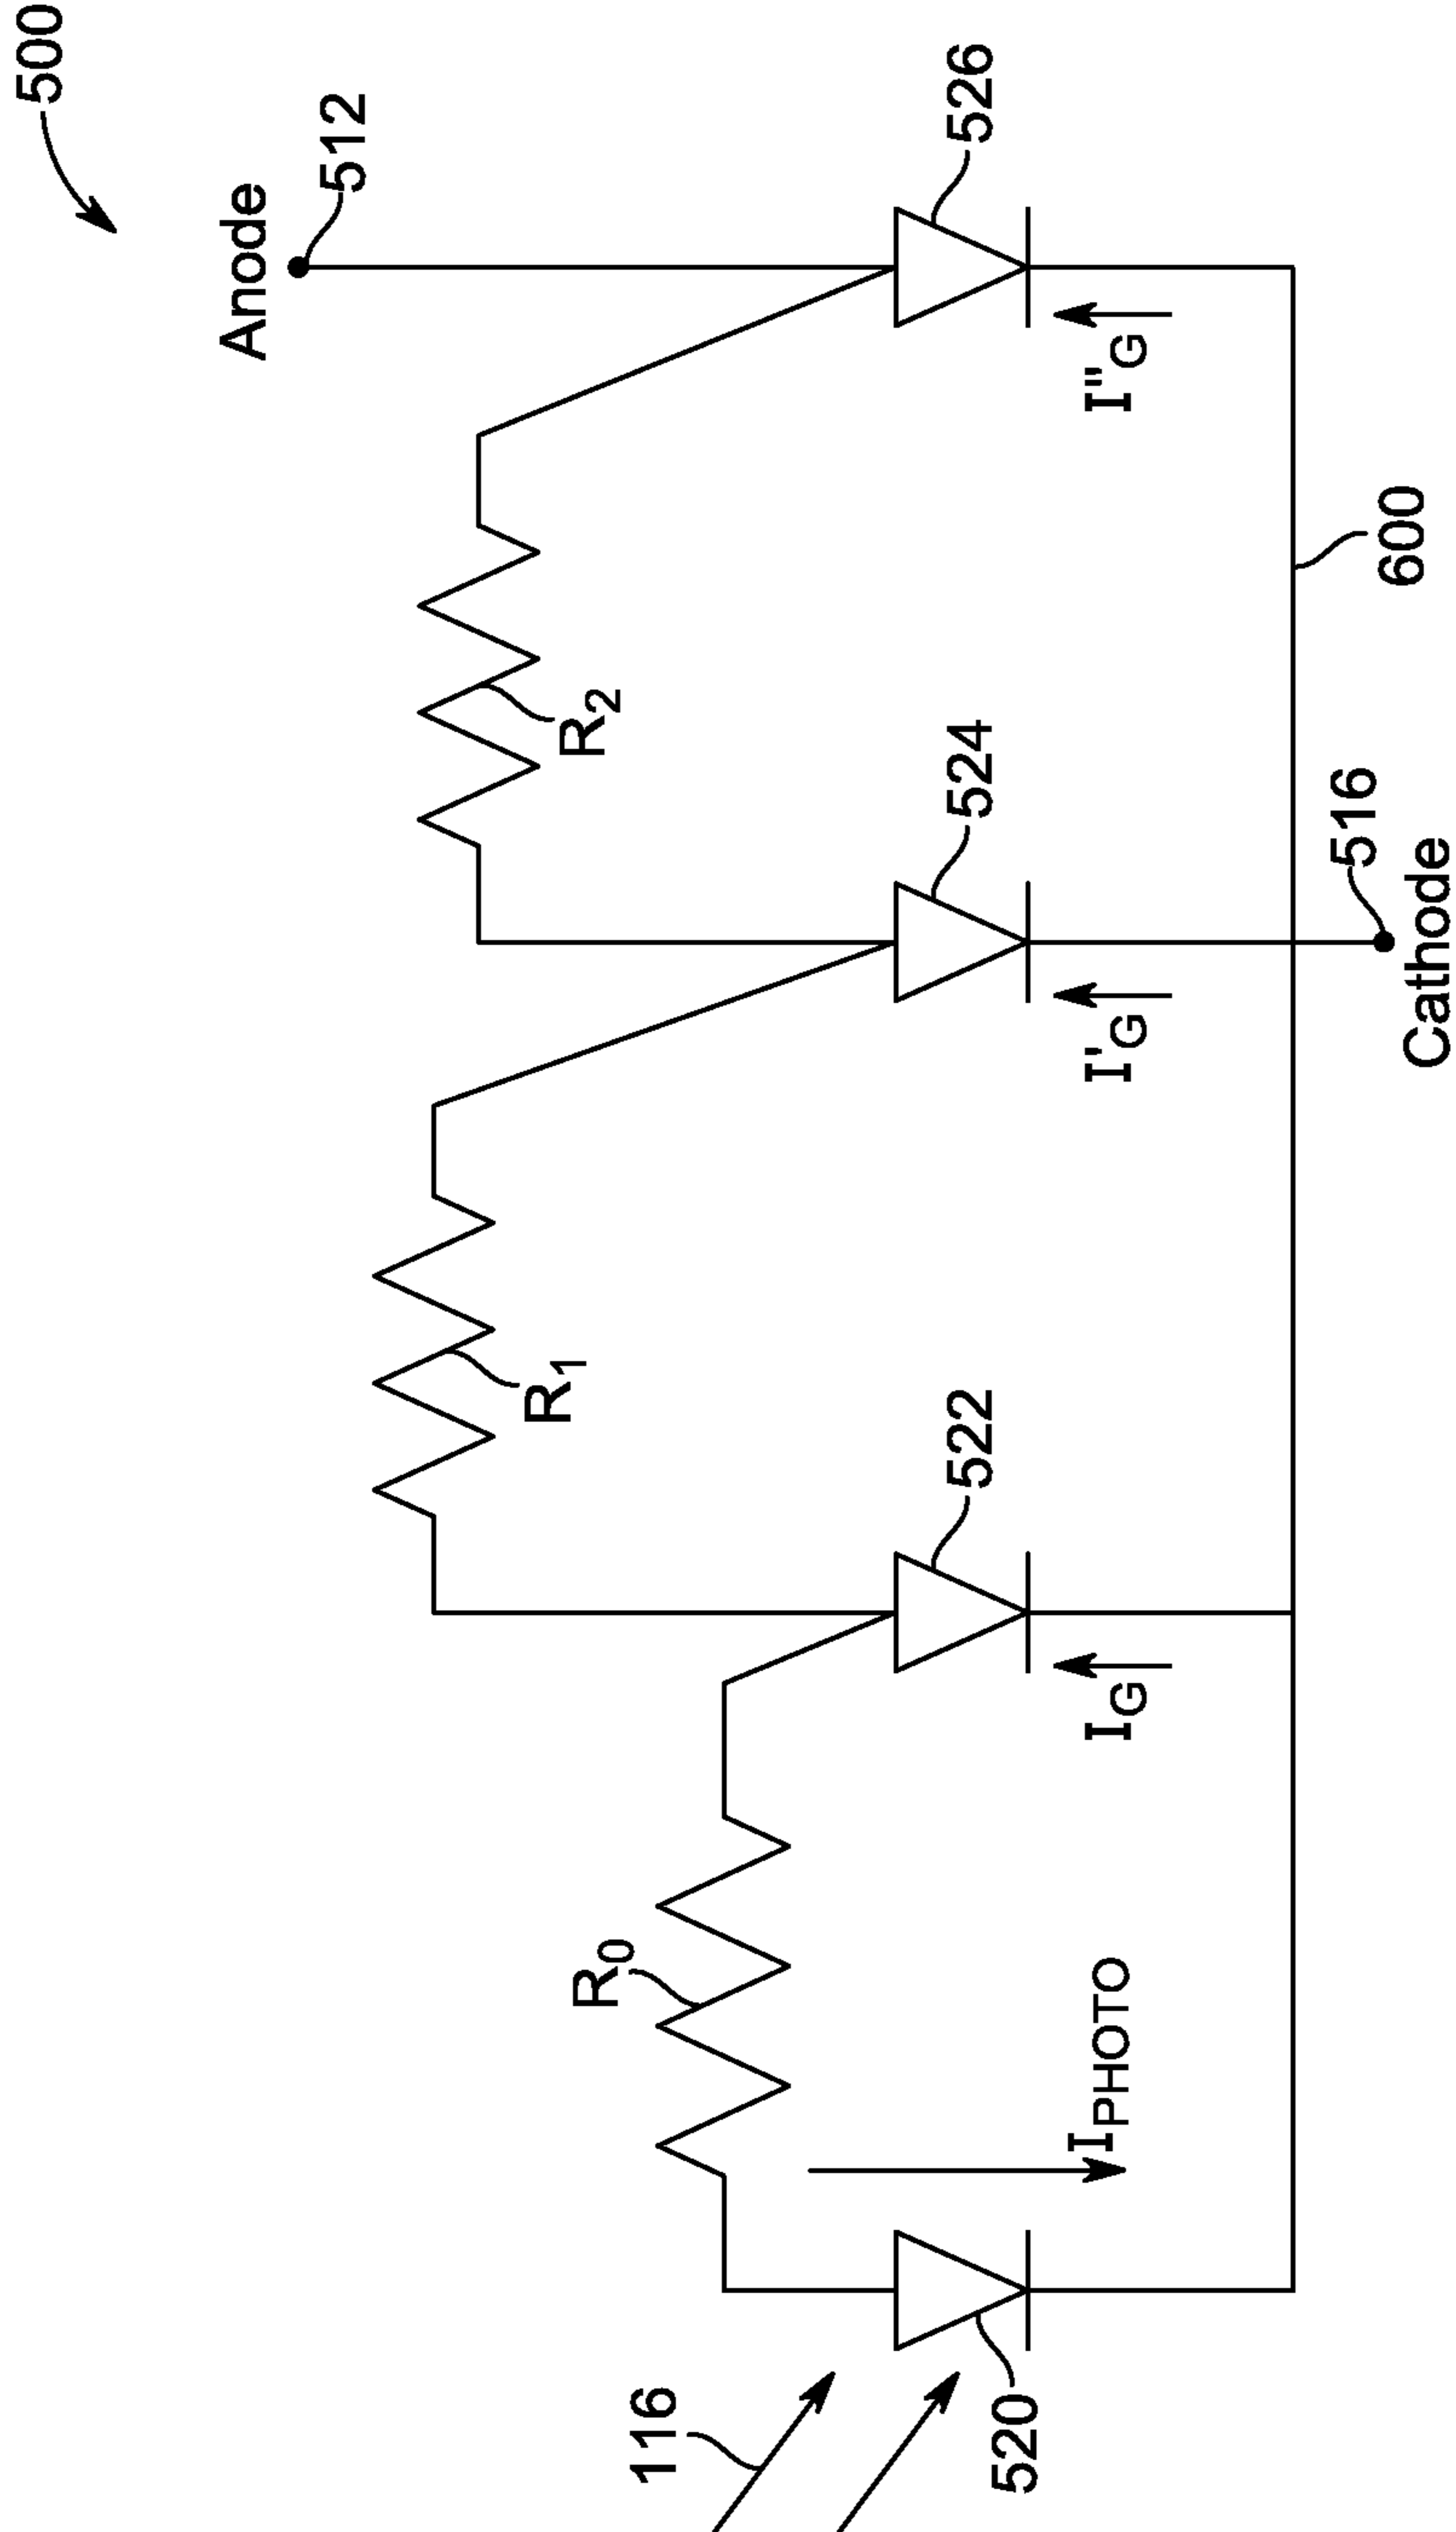 500
Anode
512
R₂
R₁
R₀
526
524
522
520
116
I"G
I'G
IG
IPHOTO
600
516
Cathode